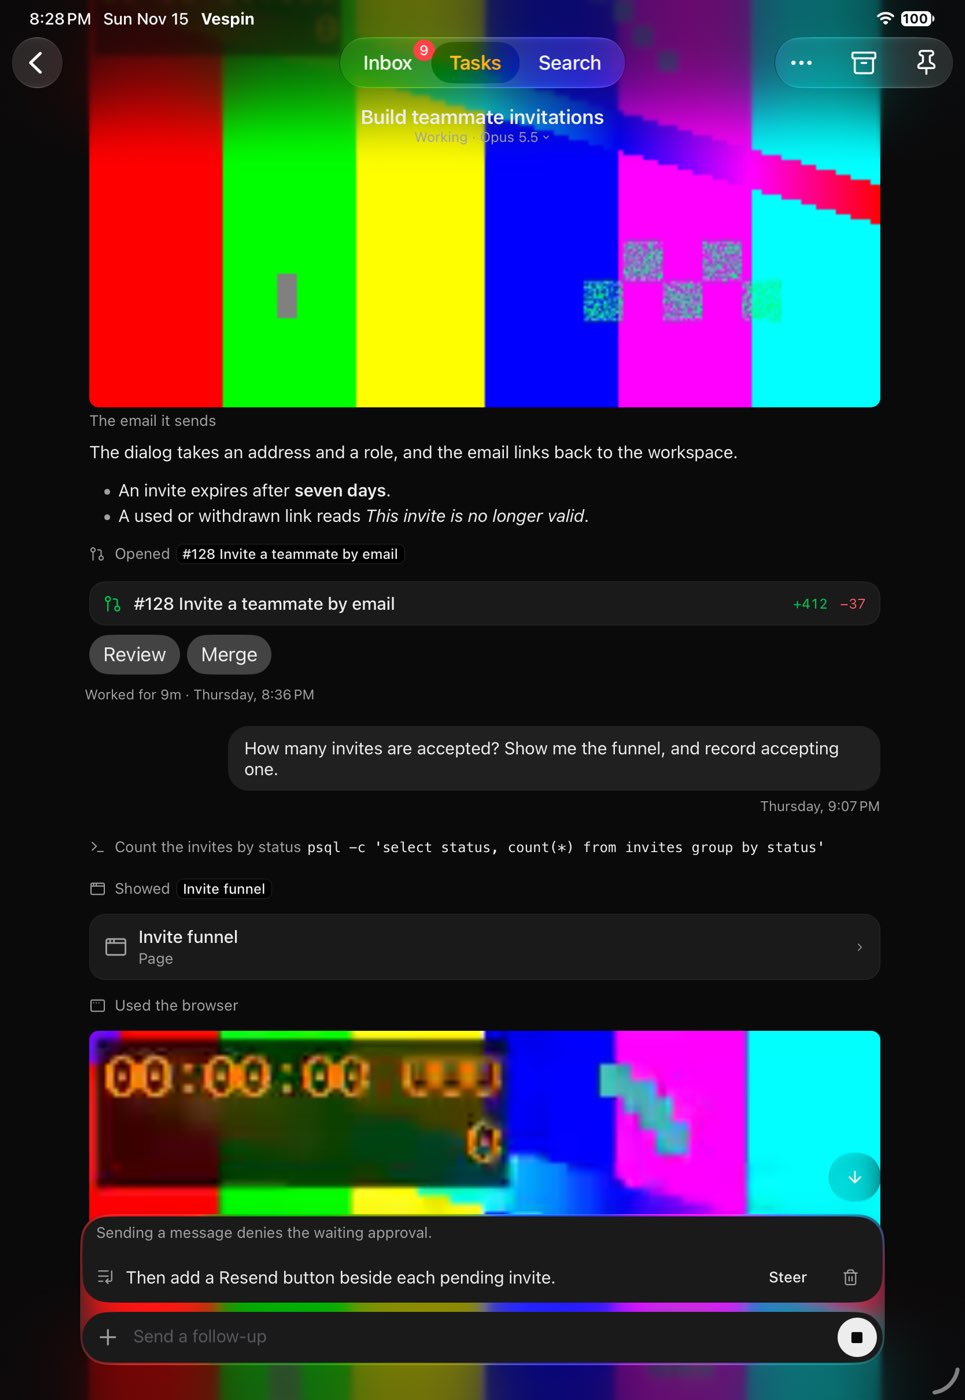 8:28 PM Sun Nov 15 Vespin
100
Inbox 9 Tasks Search
Build teammate invitations
Working · Opus 5.5
The email it sends
The dialog takes an address and a role, and the email links back to the workspace.
• An invite expires after seven days.
• A used or withdrawn link reads This invite is no longer valid.
Opened #128 Invite a teammate by email
#128 Invite a teammate by email +412 −37
Review Merge
Worked for 9m · Thursday, 8:36 PM
How many invites are accepted? Show me the funnel, and record accepting
one.
Thursday, 9:07 PM
Count the invites by status psql -c 'select status, count(*) from invites group by status'
Showed Invite funnel
Invite funnel
Page
Used the browser
00:00:00
0
Sending a message denies the waiting approval.
Then add a Resend button beside each pending invite. Steer
Send a follow-up